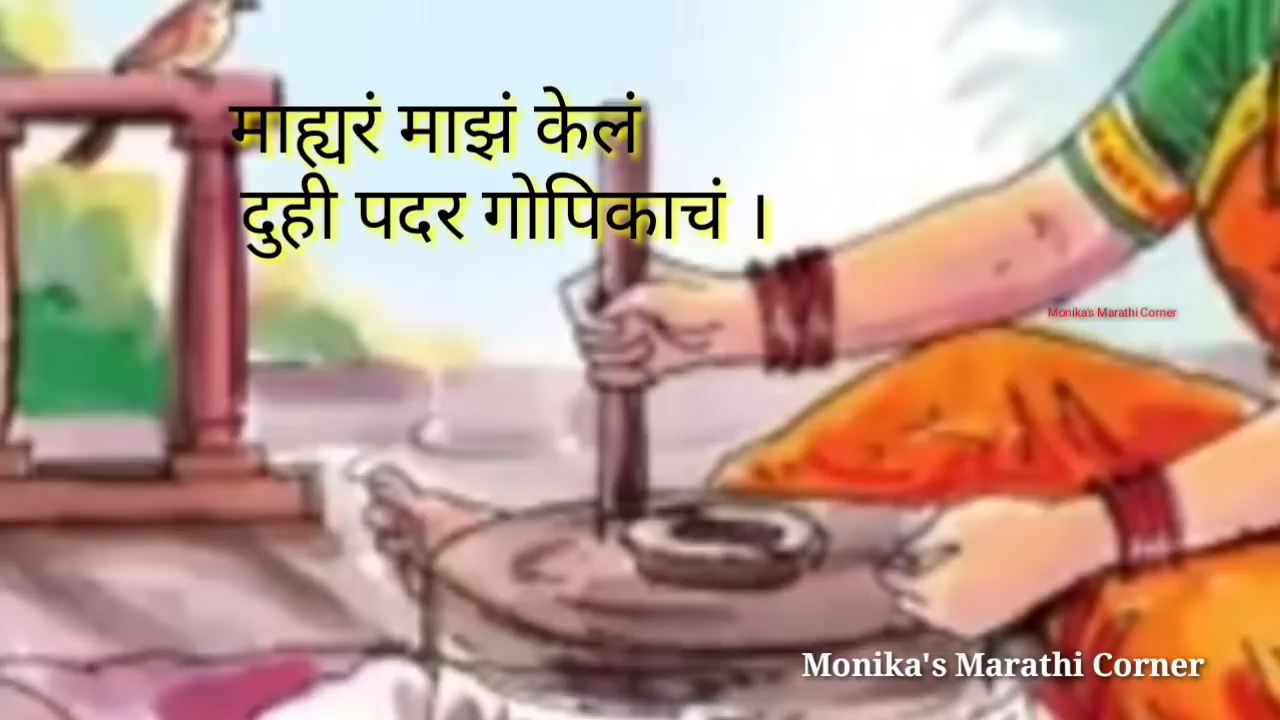 माह्यरं माझं केलं
दुही पदर गोपिकाचं ।
Monika's Marathi Corner
Monika's Marathi Corner